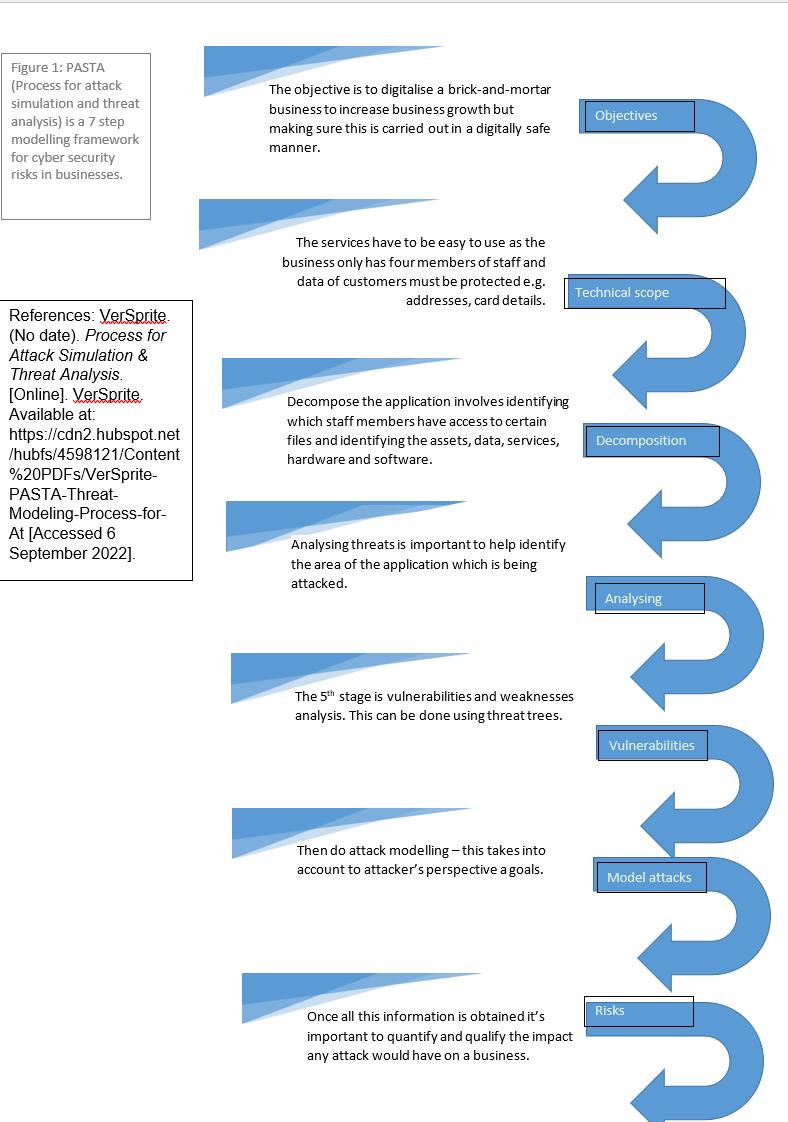 Figure 1: PASTA
(Process for attack
simulation and threat
analysis) is a 7 step
modelling framework
for cyber security
risks in businesses.
The objective is to digitalise a brick-and-mortar
business to increase business growth but
making sure this is carried out in a digitally safe
manner.
Objectives
The services have to be easy to use as the
business only has four members of staff and
data of customers must be protected e.g.
addresses, card details.
Technical scope
References: VerSprite.
(No date). Process for
Attack Simulation &
Threat Analysis.
[Online]. VerSprite.
Available at:
https://cdn2.hubspot.net
/hubfs/4598121/Content
%20PDFs/VerSprite-
PASTA-Threat-
Modeling-Process-for-
At [Accessed 6
September 2022].
Decompose the application involves identifying
which staff members have access to certain
files and identifying the assets, data, services,
hardware and software.
Decomposition
Analysing threats is important to help identify
the area of the application which is being
attacked.
Analysing
The 5th stage is vulnerabilities and weaknesses
analysis. This can be done using threat trees.
Vulnerabilities
Then do attack modelling – this takes into
account to attacker's perspective a goals.
Model attacks
Once all this information is obtained it's
important to quantify and qualify the impact
any attack would have on a business.
Risks